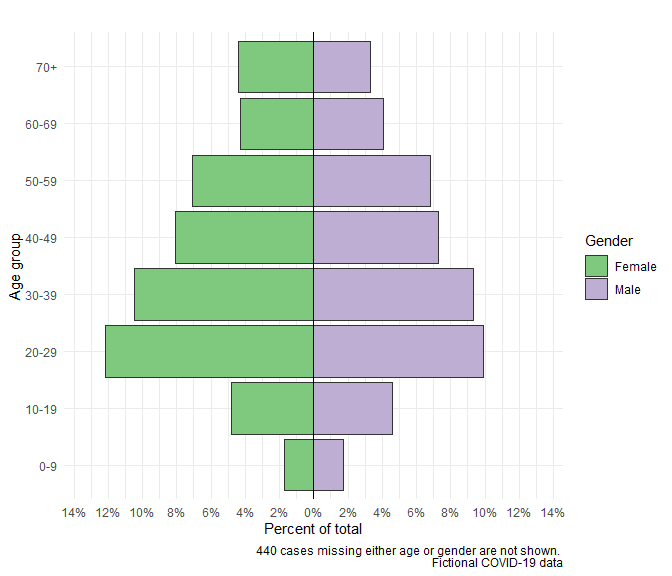 70+
60-69
50-59
40-49
30-39
20-29
10-19
0-9
Age group
14% 12% 10% 8% 6% 4% 2% 0% 2% 4% 6% 8% 10% 12% 14%
Percent of total
Gender
Female
Male
440 cases missing either age or gender are not shown.
Fictional COVID-19 data